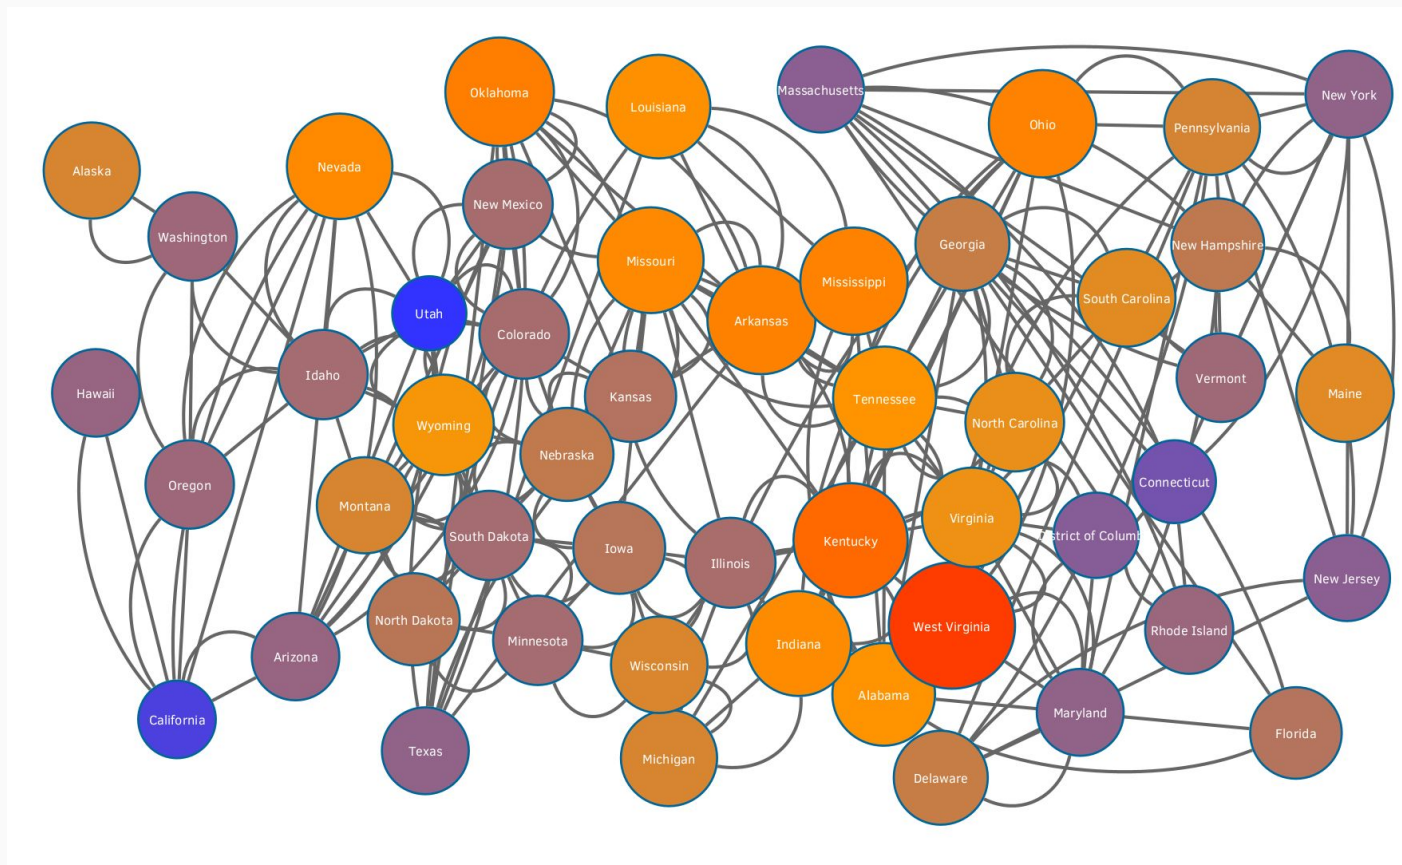 Oklahoma
Massachusetts
New York
Louisiana
Ohio
Pennsylvania
Nevada
Alaska
New Mexico
Washington
Georgia
New Hampshire
Missouri
Mississippi
South Carolina
Utah
Arkansas
Colorado
Idaho
Vermont
Hawaii
Kansas
Tennessee
Maine
Wyoming
North Carolina
Nebraska
Connecticut
Oregon
Montana
Virginia
South Dakota
strict of Columb
Kentucky
Iowa
Illinois
New Jersey
North Dakota
West Virginia
Rhode Island
Minnesota
Indiana
Arizona
Wisconsin
Alabama
Maryland
California
Florida
Texas
Michigan
Delaware